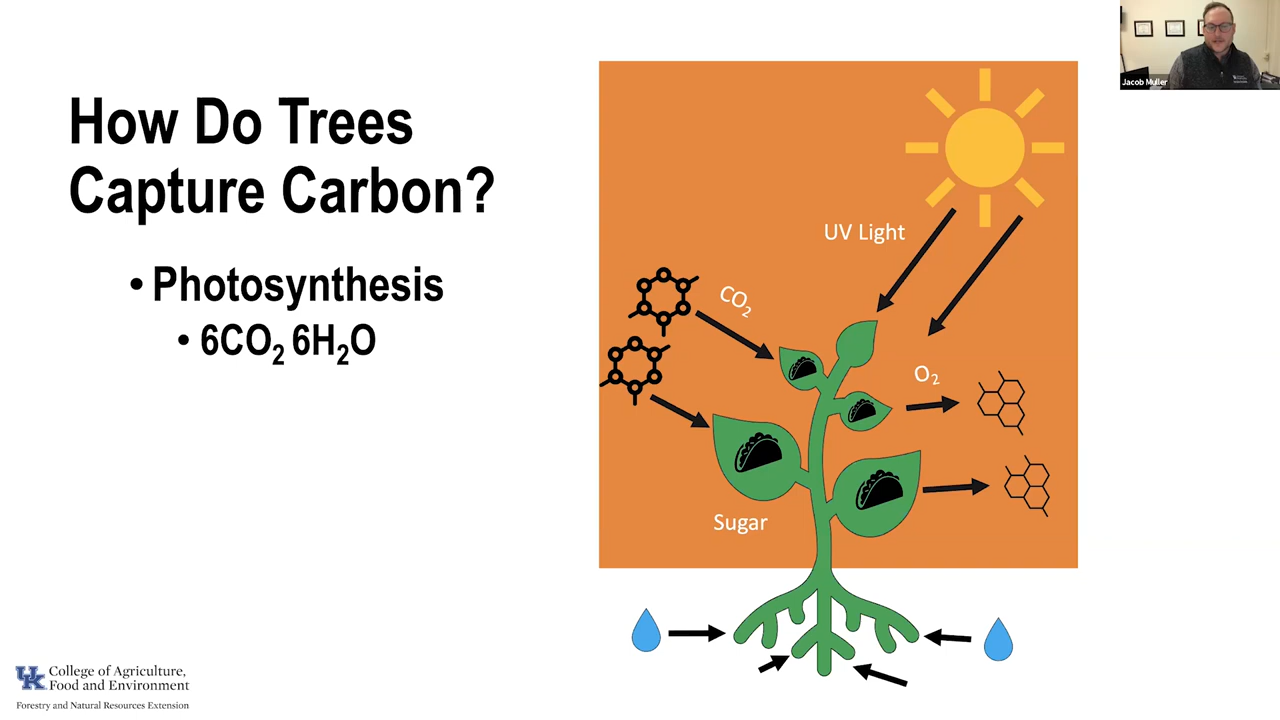 How Do Trees
Capture Carbon?
• Photosynthesis
• 6CO₂ 6H₂O
Jacob Muller
UV Light
CO₂
O₂
Sugar
UK College of Agriculture,
Food and Environment
Forestry and Natural Resources Extension